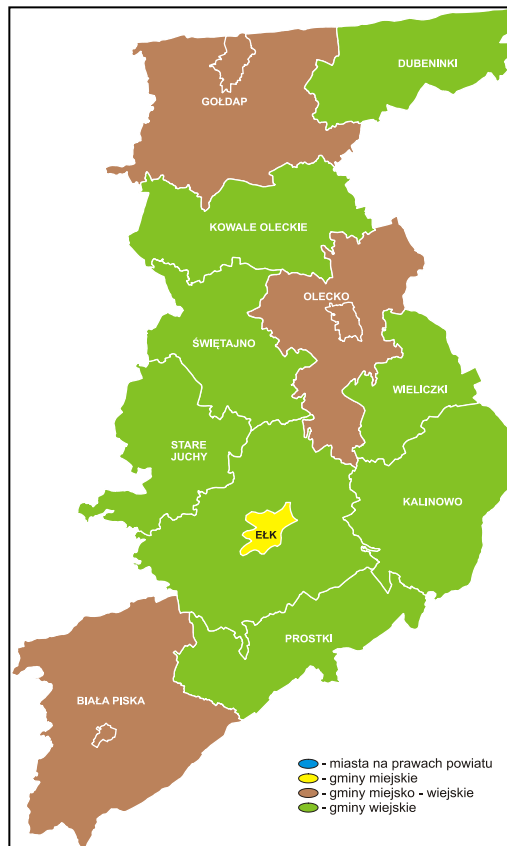 DUBENINKI
GOŁDAP
KOWALE OLECKIE
OLECKO
ŚWIĘTAJNO
WIELICZKI
STARE
JUCHY
KALINOWO
EŁK
PROSTKI
BIAŁA PISKA
- miasta na prawach powiatu
- gminy miejskie
- gminy miejsko - wiejskie
- gminy wiejskie